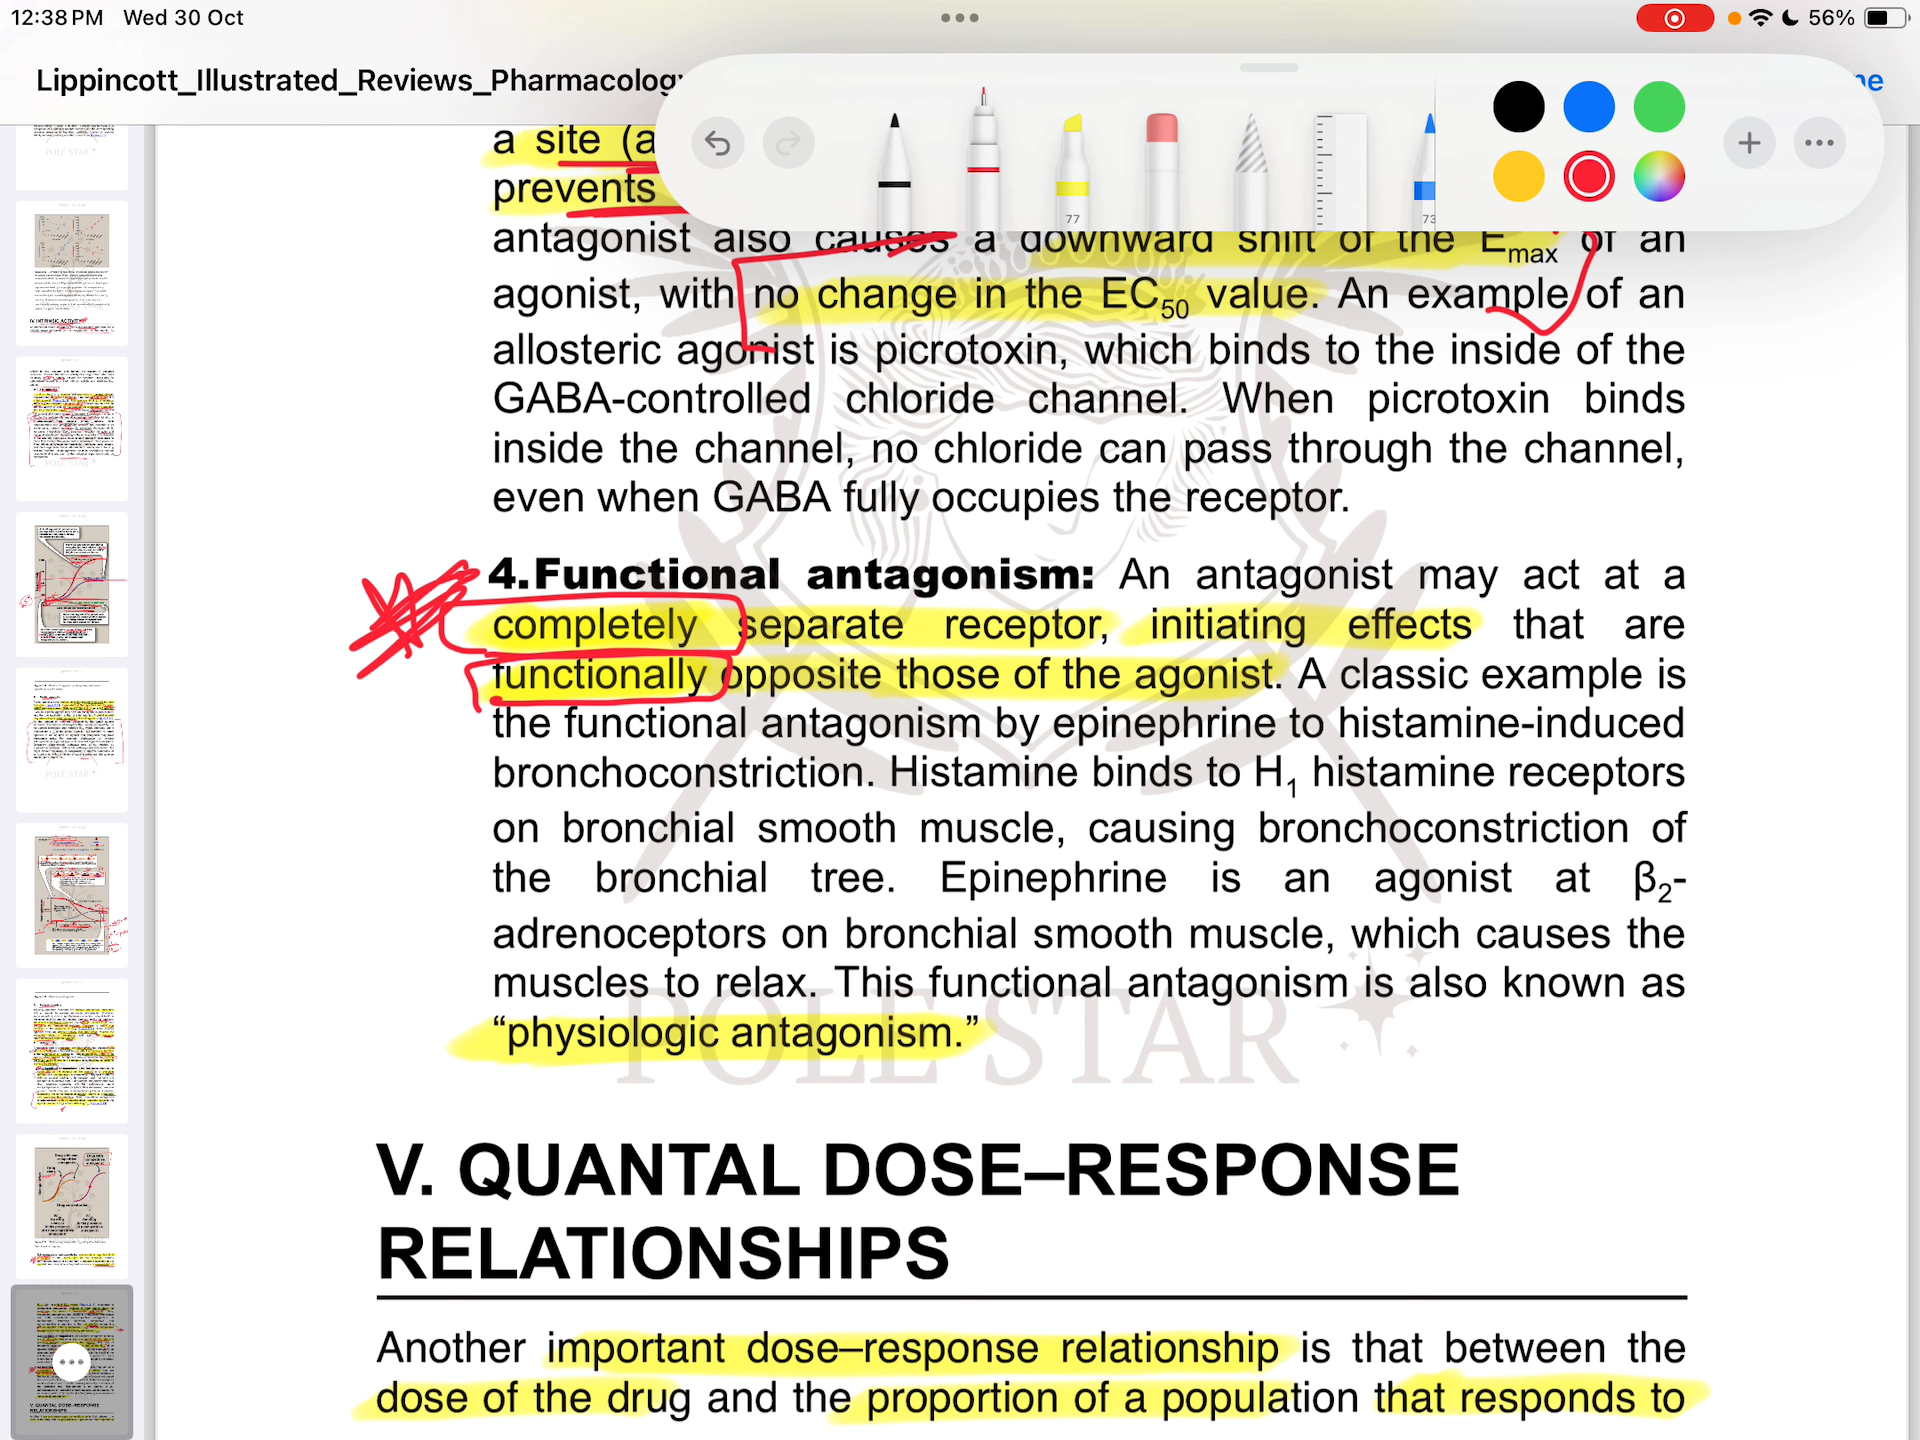 12:38 PM Wed 30 Oct
56%
Lippincott_Illustrated_Reviews_Pharmacology
77
73
a site (a
prevents
antagonist also causes a downward shift of the Emax of an
agonist, with no change in the EC50 value. An example of an
allosteric agonist is picrotoxin, which binds to the inside of the
GABA-controlled chloride channel. When picrotoxin binds
inside the channel, no chloride can pass through the channel,
even when GABA fully occupies the receptor.
4. Functional antagonism: An antagonist may act at a
completely separate receptor, initiating effects that are
functionally opposite those of the agonist. A classic example is
the functional antagonism by epinephrine to histamine-induced
bronchoconstriction. Histamine binds to H1 histamine receptors
on bronchial smooth muscle, causing bronchoconstriction of
the bronchial tree. Epinephrine is an agonist at β2-
adrenoceptors on bronchial smooth muscle, which causes the
muscles to relax. This functional antagonism is also known as
“physiologic antagonism.”
POLE STAR
V. QUANTAL DOSE–RESPONSE
RELATIONSHIPS
Another important dose–response relationship is that between the
dose of the drug and the proportion of a population that responds to